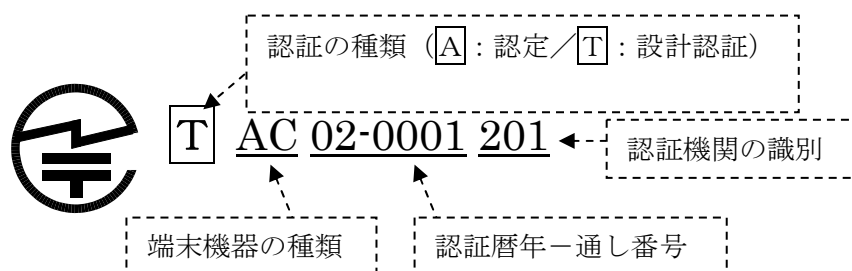 認証の種類（A：認定／T：設計認証）
T AC 02-0001 201
認証機関の識別
端末機器の種類
認証暦年－通し番号